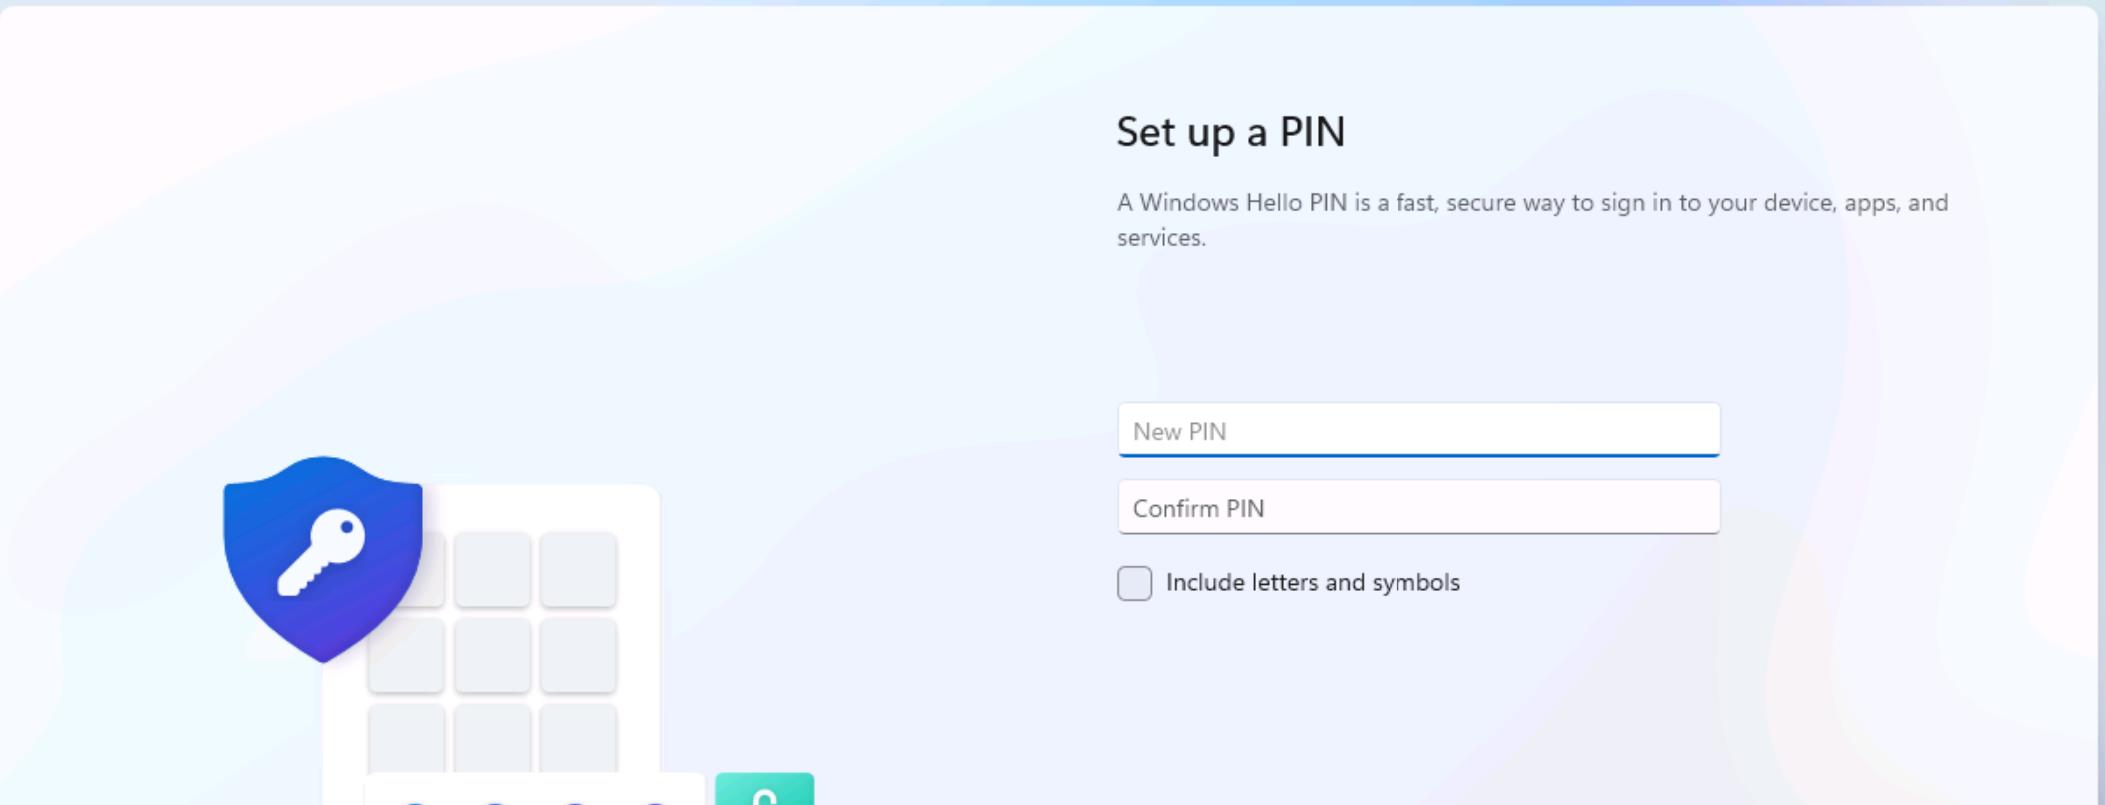 Set up a PIN
A Windows Hello PIN is a fast, secure way to sign in to your device, apps, and
services.
New PIN
Confirm PIN
Include letters and symbols